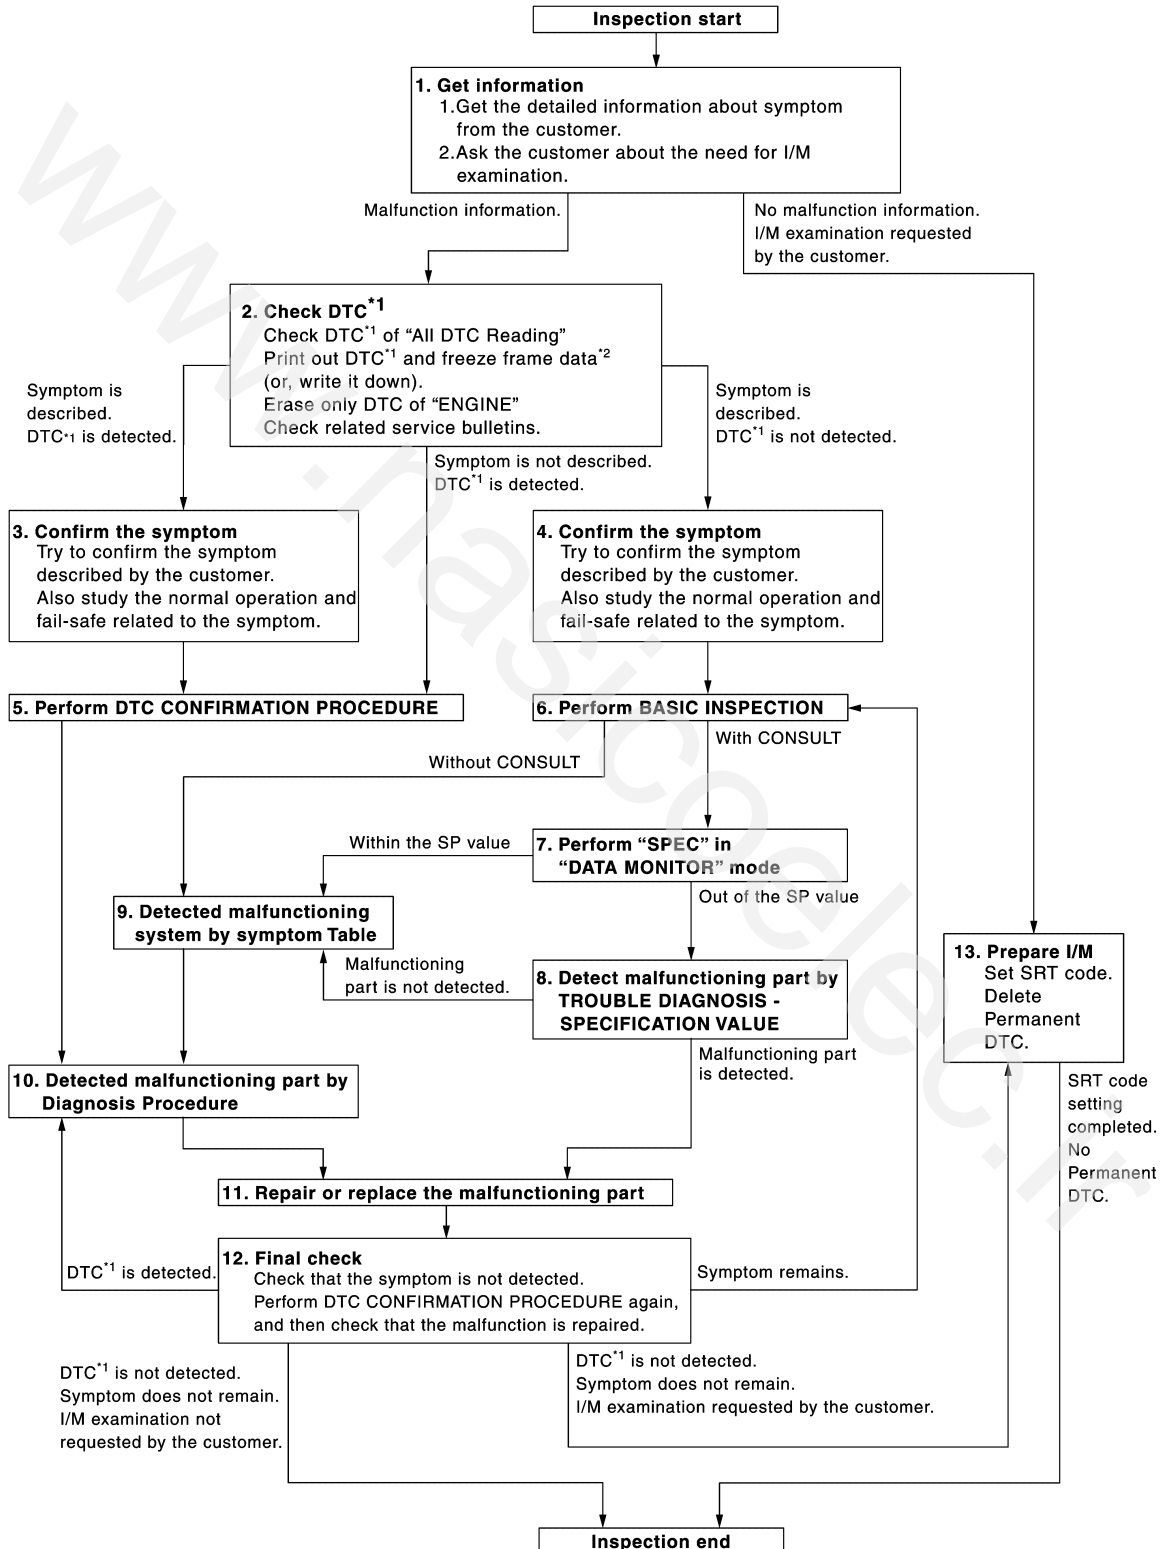 Inspection start
1. Get information
1.Get the detailed information about symptom
from the customer.
2.Ask the customer about the need for I/M
examination.
Malfunction information.
No malfunction information.
I/M examination requested
by the customer.
2. Check DTC*1
Check DTC*1 of “All DTC Reading”
Print out DTC*1 and freeze frame data*2
(or, write it down).
Erase only DTC of “ENGINE”
Check related service bulletins.
Symptom is
described.
DTC*1 is detected.
Symptom is
described.
DTC*1 is not detected.
Symptom is not described.
DTC*1 is detected.
3. Confirm the symptom
Try to confirm the symptom
described by the customer.
Also study the normal operation and
fail-safe related to the symptom.
4. Confirm the symptom
Try to confirm the symptom
described by the customer.
Also study the normal operation and
fail-safe related to the symptom.
5. Perform DTC CONFIRMATION PROCEDURE
6. Perform BASIC INSPECTION
With CONSULT
Without CONSULT
Within the SP value
7. Perform “SPEC” in
“DATA MONITOR” mode
Out of the SP value
9. Detected malfunctioning
system by symptom Table
Malfunctioning
part is not detected.
8. Detect malfunctioning part by
TROUBLE DIAGNOSIS -
SPECIFICATION VALUE
13. Prepare I/M
Set SRT code.
Delete
Permanent
DTC.
Malfunctioning part
is detected.
10. Detected malfunctioning part by
Diagnosis Procedure
SRT code
setting
completed.
No
Permanent
DTC.
11. Repair or replace the malfunctioning part
12. Final check
Check that the symptom is not detected.
Perform DTC CONFIRMATION PROCEDURE again,
and then check that the malfunction is repaired.
DTC*1 is detected.
Symptom remains.
DTC*1 is not detected.
Symptom does not remain.
I/M examination not
requested by the customer.
DTC*1 is not detected.
Symptom does not remain.
I/M examination requested by the customer.
Inspection end
www.nasicoelec.ir